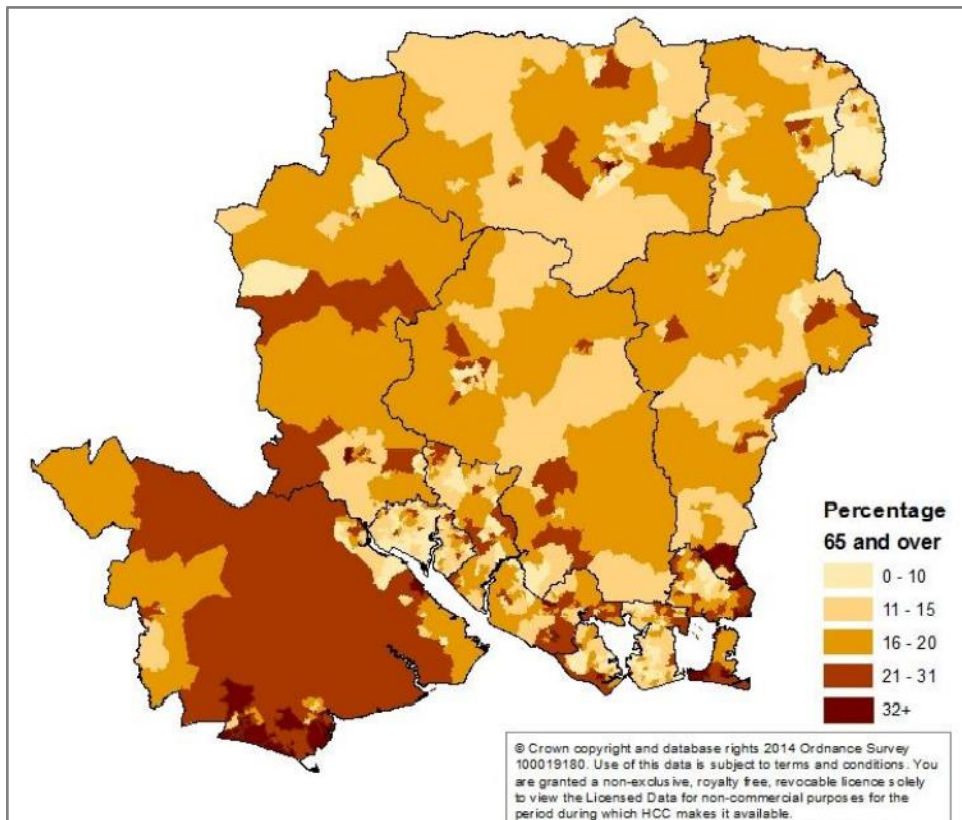 Percentage
65 and over
0 - 10
11 - 15
16 - 20
21 - 31
32+
© Crown copyright and database rights 2014 Ordnance Survey
100019180. Use of this data is subject to terms and conditions. You
are granted a non-exclusive, royalty free, revocable licence solely
to view the Licensed Data for non-commercial purposes for the
period during which HCC makes it available.